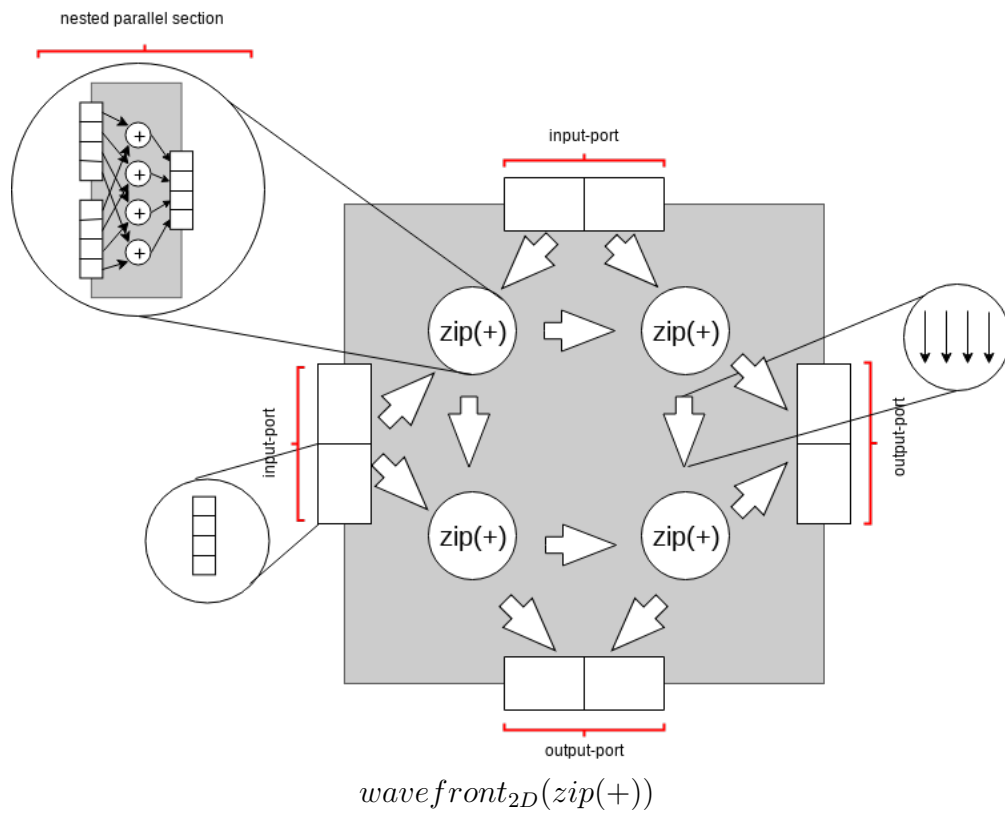 nested parallel section
+
+
+
+
input-port
zip(+)
zip(+)
input-port
output-port
zip(+)
zip(+)
output-port
wavefront2D(zip(+))